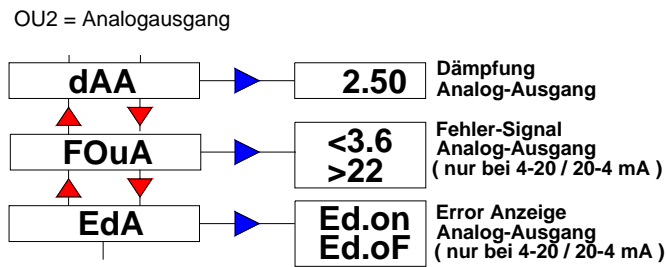 OU2 = Analogausgang
dAA
2.50
Dämpfung
Analog-Ausgang
FOuA
<3.6
>22
Fehler-Signal
Analog-Ausgang
( nur bei 4-20 / 20-4 mA )
EdA
Ed.on
Ed.oF
Error Anzeige
Analog-Ausgang
( nur bei 4-20 / 20-4 mA )